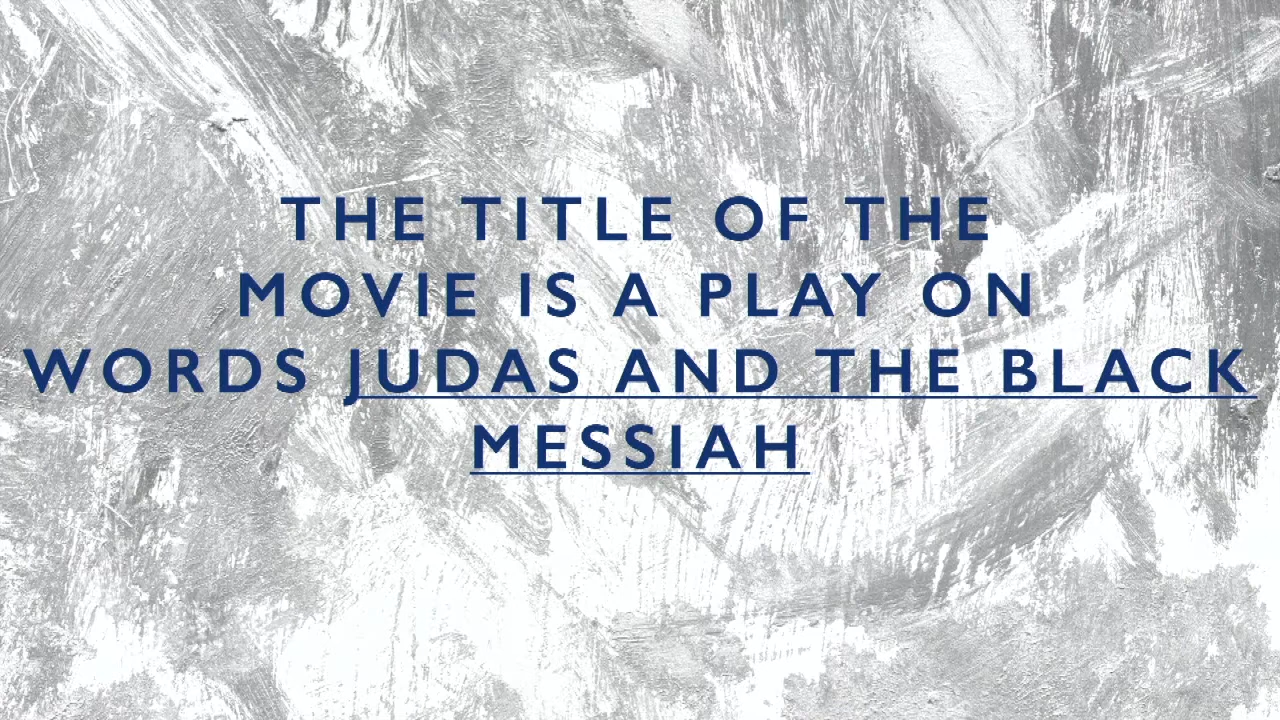 THE TITLE OF THE
MOVIE IS A PLAY ON
WORDS JUDAS AND THE BLACK
MESSIAH